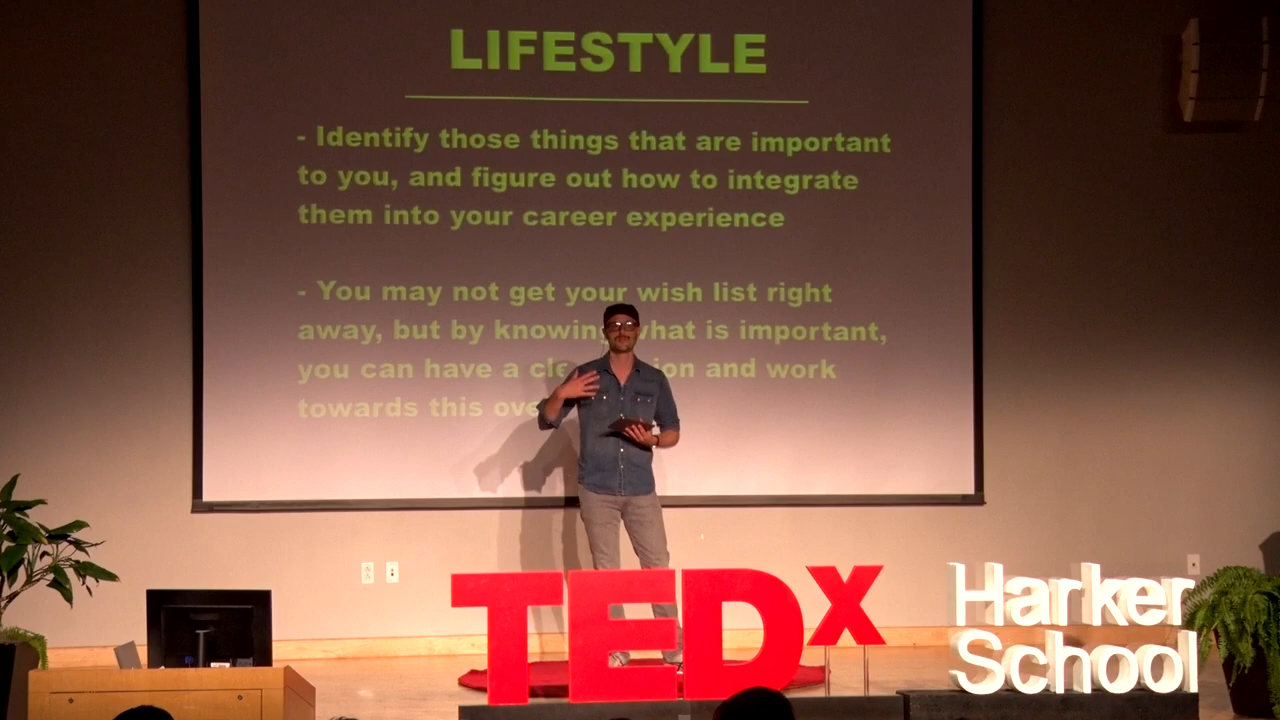 LIFESTYLE
- Identify those things that are important
to you, and figure out how to integrate
them into your career experience
- You may not get your wish list right
away, but by knowing what is important,
you can have a and work
towards this
TEDx
Harker
School